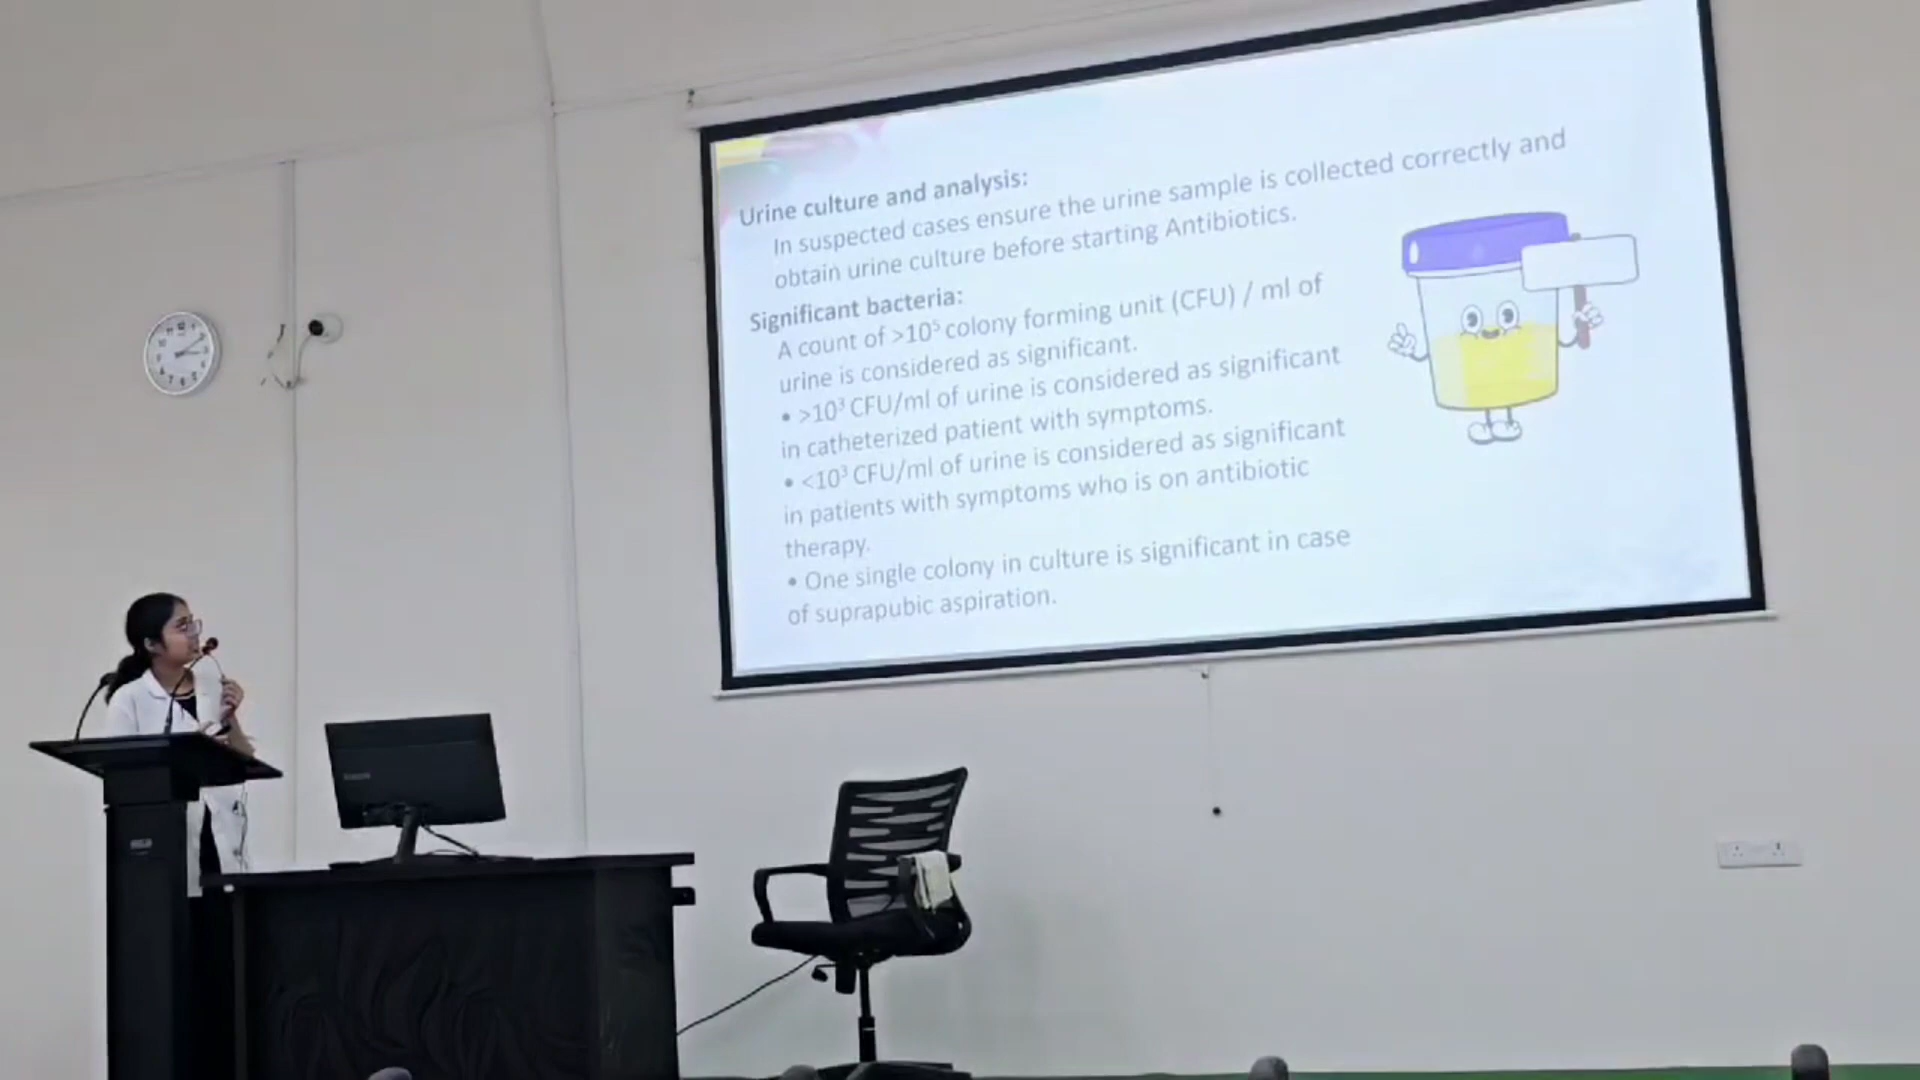 Urine culture and analysis:
In suspected cases ensure the urine sample is collected correctly and
obtain urine culture before starting Antibiotics.
Significant bacteria:
A count of >10⁵ colony forming unit (CFU) / ml of
urine is considered as significant.
• >10³ CFU/ml of urine is considered as significant
in catheterized patient with symptoms.
• <10³ CFU/ml of urine is considered as significant
in patients with symptoms who is on antibiotic
therapy.
• One single colony in culture is significant in case
of suprapubic aspiration.